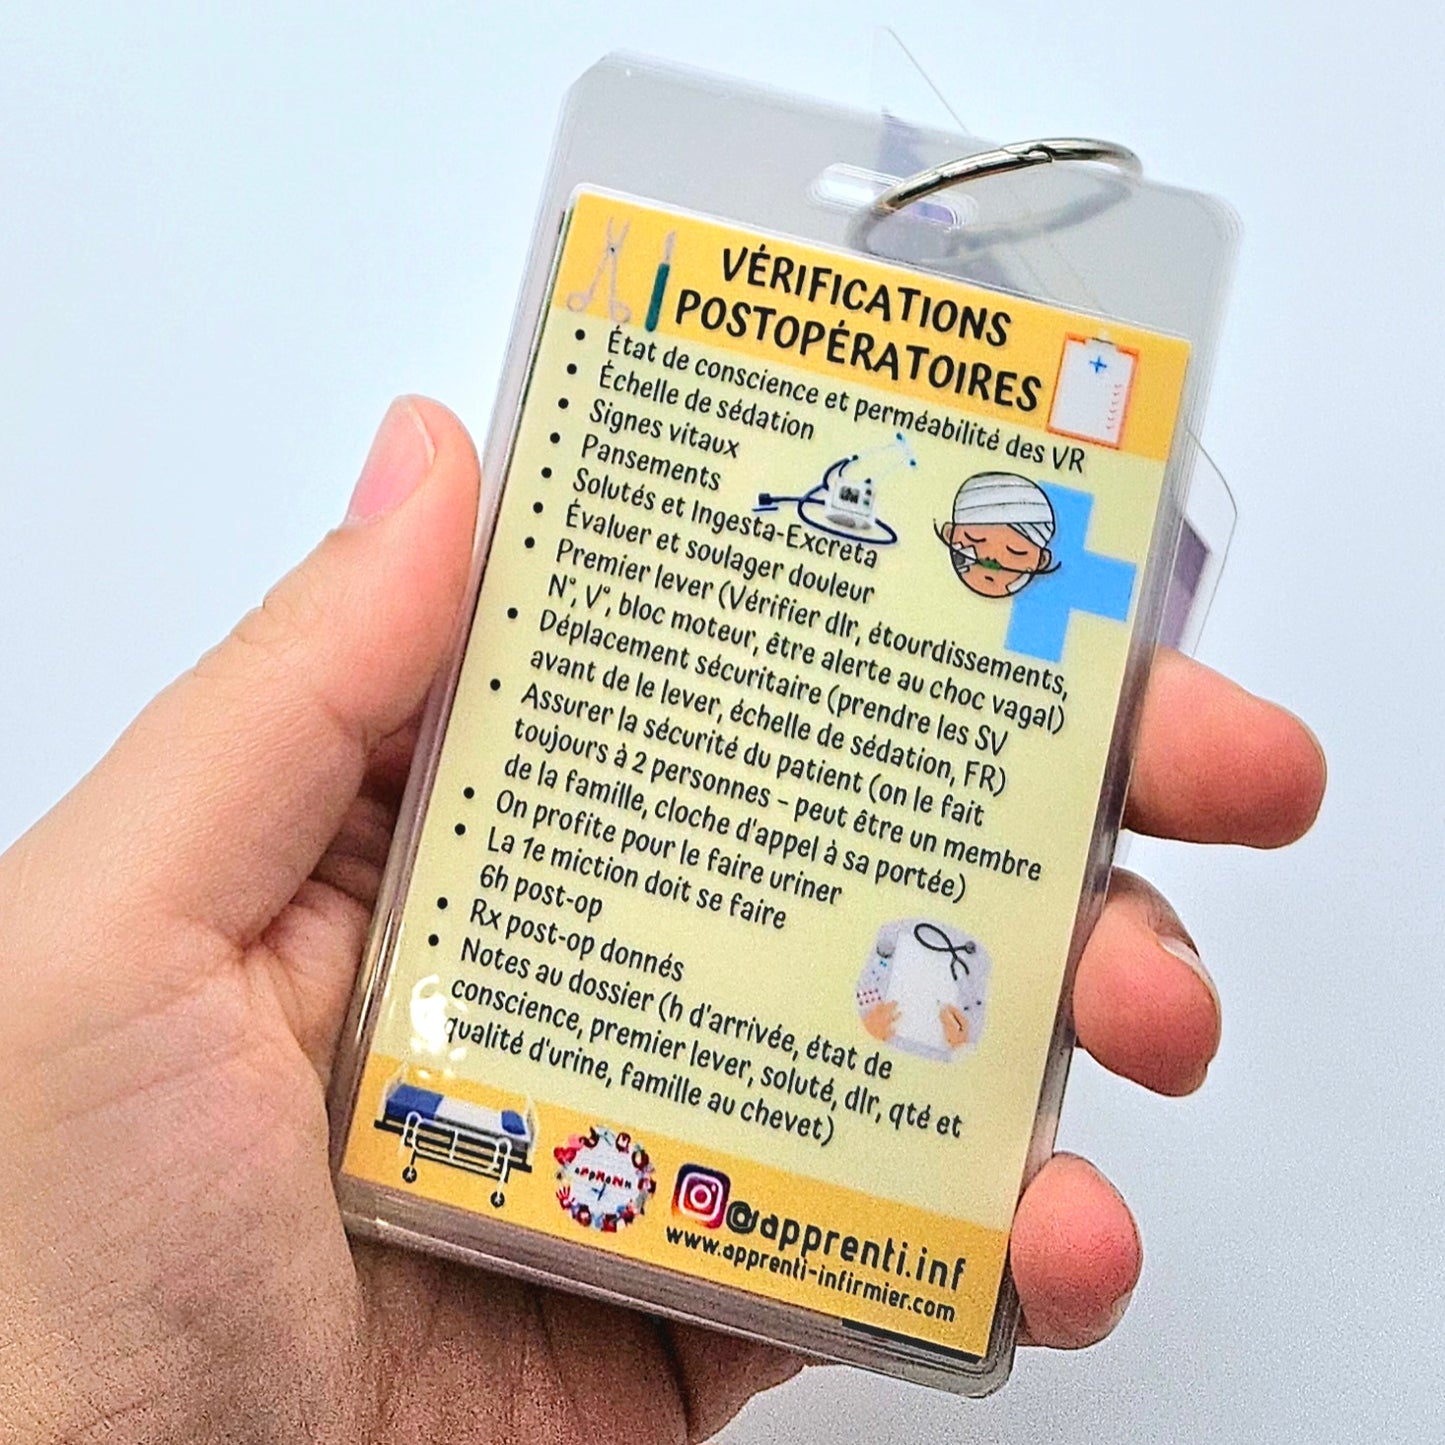 VÉRIFICATIONS
POSTOPÉRATOIRES
• État de conscience et perméabilité des VR
• Échelle de sédation
• Signes vitaux
• Pansements
• Solutés et Ingesta-Excreta
• Évaluer et soulager douleur
• Premier lever (Vérifier dlr, étourdissements,
N°, V°, bloc moteur, être alerte au choc vagal)
• Déplacement sécuritaire (prendre les SV
avant de le lever, échelle de sédation, FR)
• Assurer la sécurité du patient (on le fait
toujours à 2 personnes - peut être un membre
de la famille, cloche d'appel à sa portée)
• On profite pour le faire uriner
• La 1e miction doit se faire
6h post-op
• Rx post-op donnés
• Notes au dossier (h d'arrivée, état de
conscience, premier lever, soluté, dlr, qté et
qualité d'urine, famille au chevet)
@apprenti.inf
www.apprenti-infirmier.com